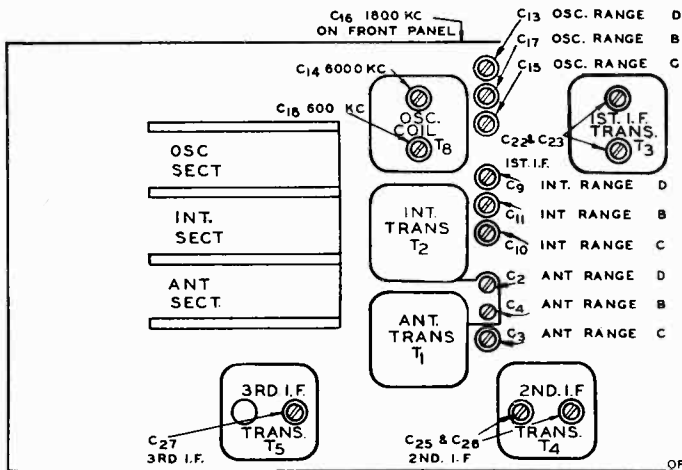 C16 1800 KC
ON FRONT PANEL
C13 OSC. RANGE D
C17 OSC. RANGE B
C15 OSC. RANGE C
C14 6000 KC
C18 600 KC
OSC.
COIL
T8
1ST. I.F.
TRANS.
T3
C22 & C23
1ST. I.F.
OSC
SECT
INT.
SECT
ANT
SECT.
INT.
TRANS
T2
C9 INT. RANGE D
C11 INT RANGE B
C10 INT RANGE C
C2 ANT RANGE D
C4 ANT RANGE B
C3 ANT RANGE C
ANT.
TRANS
T1
3RD I.F.
TRANS.
T5
C27
3RD I.F.
2ND. I.F
TRANS.
T4
C25 & C26
2ND. I.F